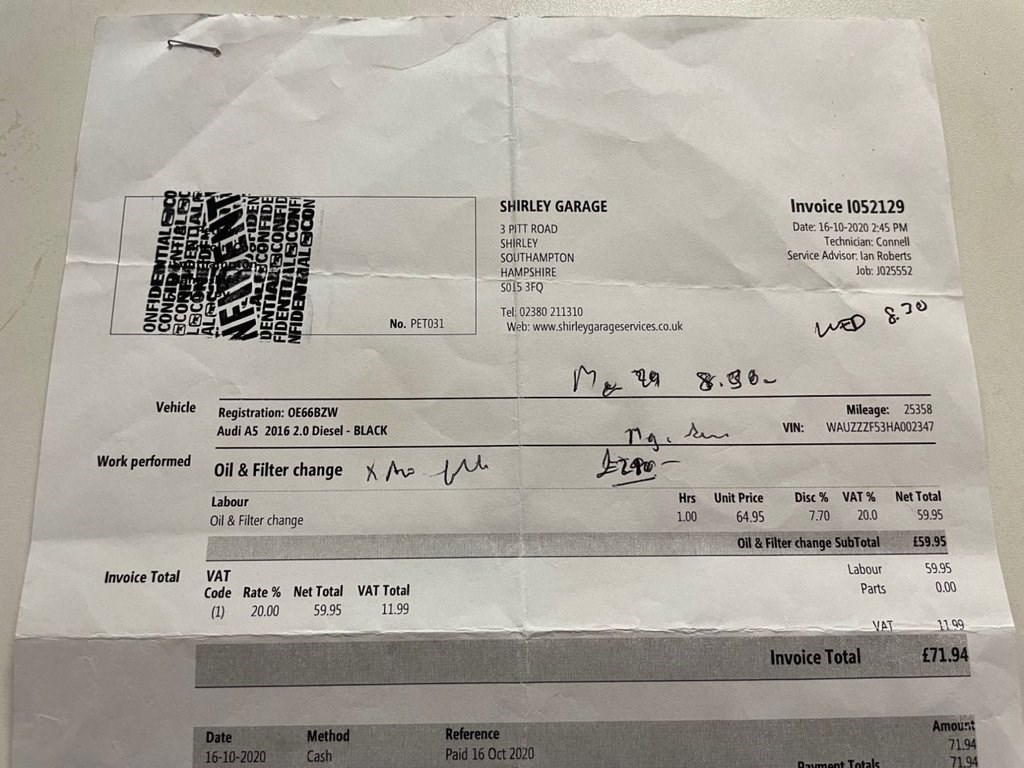 SHIRLEY GARAGE
3 PITT ROAD
SHIRLEY
SOUTHAMPTON
HAMPSHIRE
SO15 3FQ
Tel: 02380 211310
Web: www.shirleygarageservices.co.uk
Invoice I052129
Date: 16-10-2020 2:45 PM
Technician: Connell
Service Advisor: Ian Roberts
Job: J025552
No. PET031
WED 8.30
8.30-
Vehicle
Registration: OE66BZW
Mileage: 25358
Audi A5 2016 2.0 Diesel - BLACK
VIN: WAUZZZF53HA002347
Work performed
Oil & Filter change
£290-
Labour Hrs Unit Price Disc % VAT % Net Total
Oil & Filter change 1.00 64.95 7.70 20.0 59.95
Oil & Filter change SubTotal £59.95
Invoice Total
VAT Code Rate % Net Total VAT Total
(1) 20.00 59.95 11.99
Labour 59.95
Parts 0.00
VAT 11.99
Invoice Total £71.94
Date Method Reference Amount
16-10-2020 Cash Paid 16 Oct 2020 71.94
Payment Totals 71.94